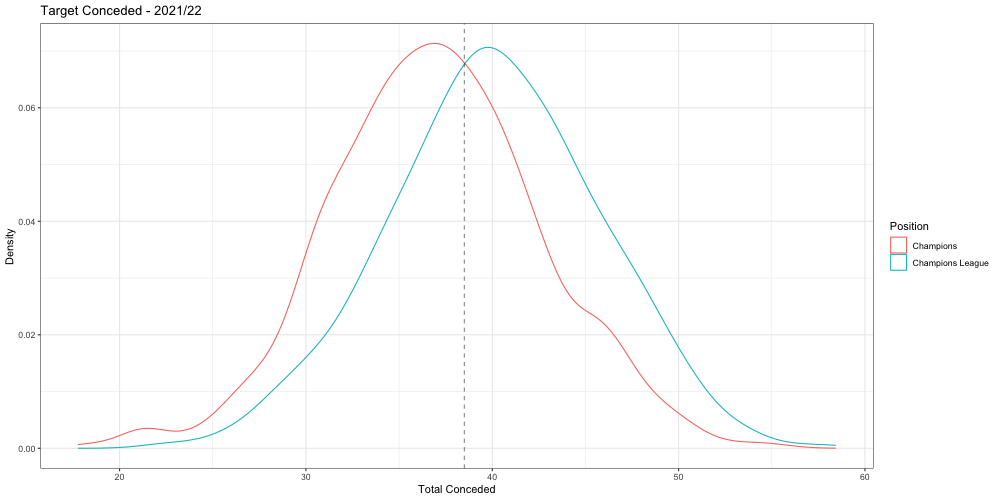 Target Conceded - 2021/22
Density
0.06
0.04
0.02
0.00
20
30
40
50
60
Total Conceded
Position
Champions
Champions League